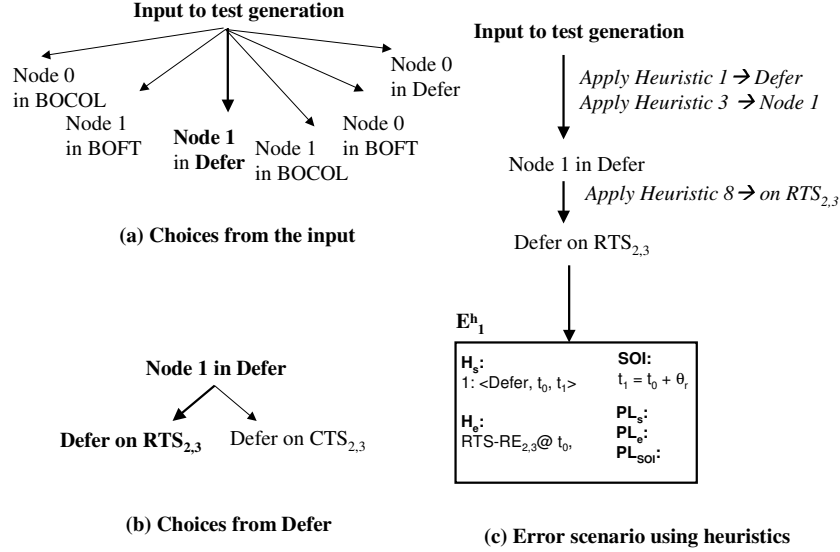 Input to test generation
Node 0
in BOCOL
Node 1
in BOFT
Node 1
in Defer
Node 1
in BOCOL
Node 0
in BOFT
Node 0
in Defer
(a) Choices from the input
Node 1 in Defer
Defer on RTS2,3
Defer on CTS2,3
(b) Choices from Defer
Input to test generation
Apply Heuristic 1 → Defer
Apply Heuristic 3 → Node 1
Node 1 in Defer
Apply Heuristic 8 → on RTS2,3
Defer on RTS2,3
Eh1
Hs:
1: <Defer, t0, t1>
He:
RTS-RE2,3@ t0,
SOI:
t1 = t0 + θr
PLs:
PLe:
PLSOI:
(c) Error scenario using heuristics